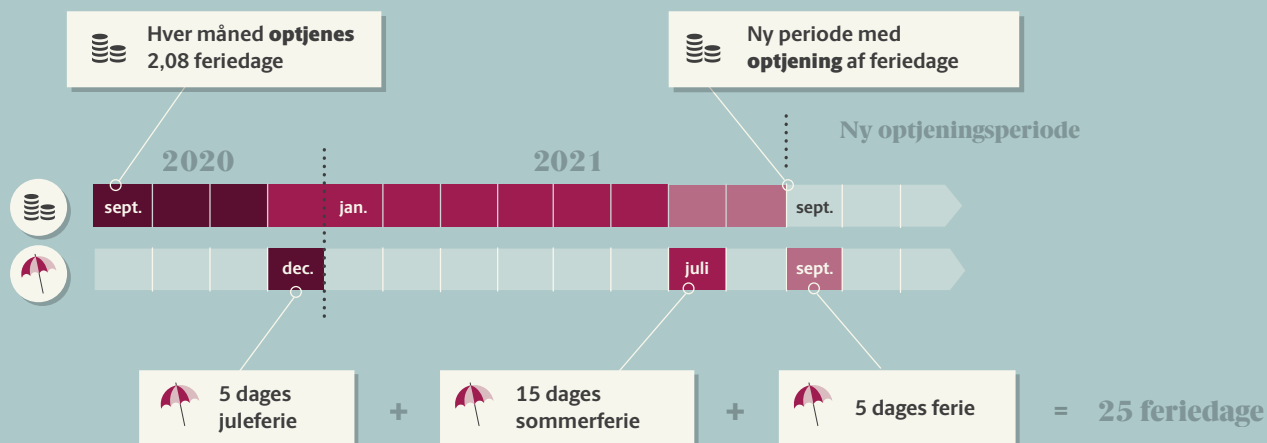 Hver måned optjenes
2,08 feriedage
Ny periode med
optjening af feriedage
Ny optjeningsperiode
2020
2021
sept.
jan.
sept.
dec.
juli
sept.
5 dages
juleferie
+
15 dages
sommerferie
+
5 dages ferie
=
25 feriedage